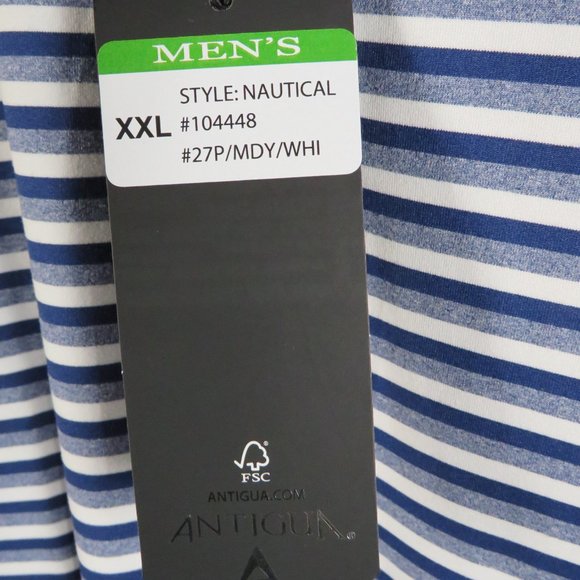 MEN'S
XXL
STYLE: NAUTICAL
#104448
#27P/MDY/WHI
FSC
ANTIGUA.COM
ANTIGUA®